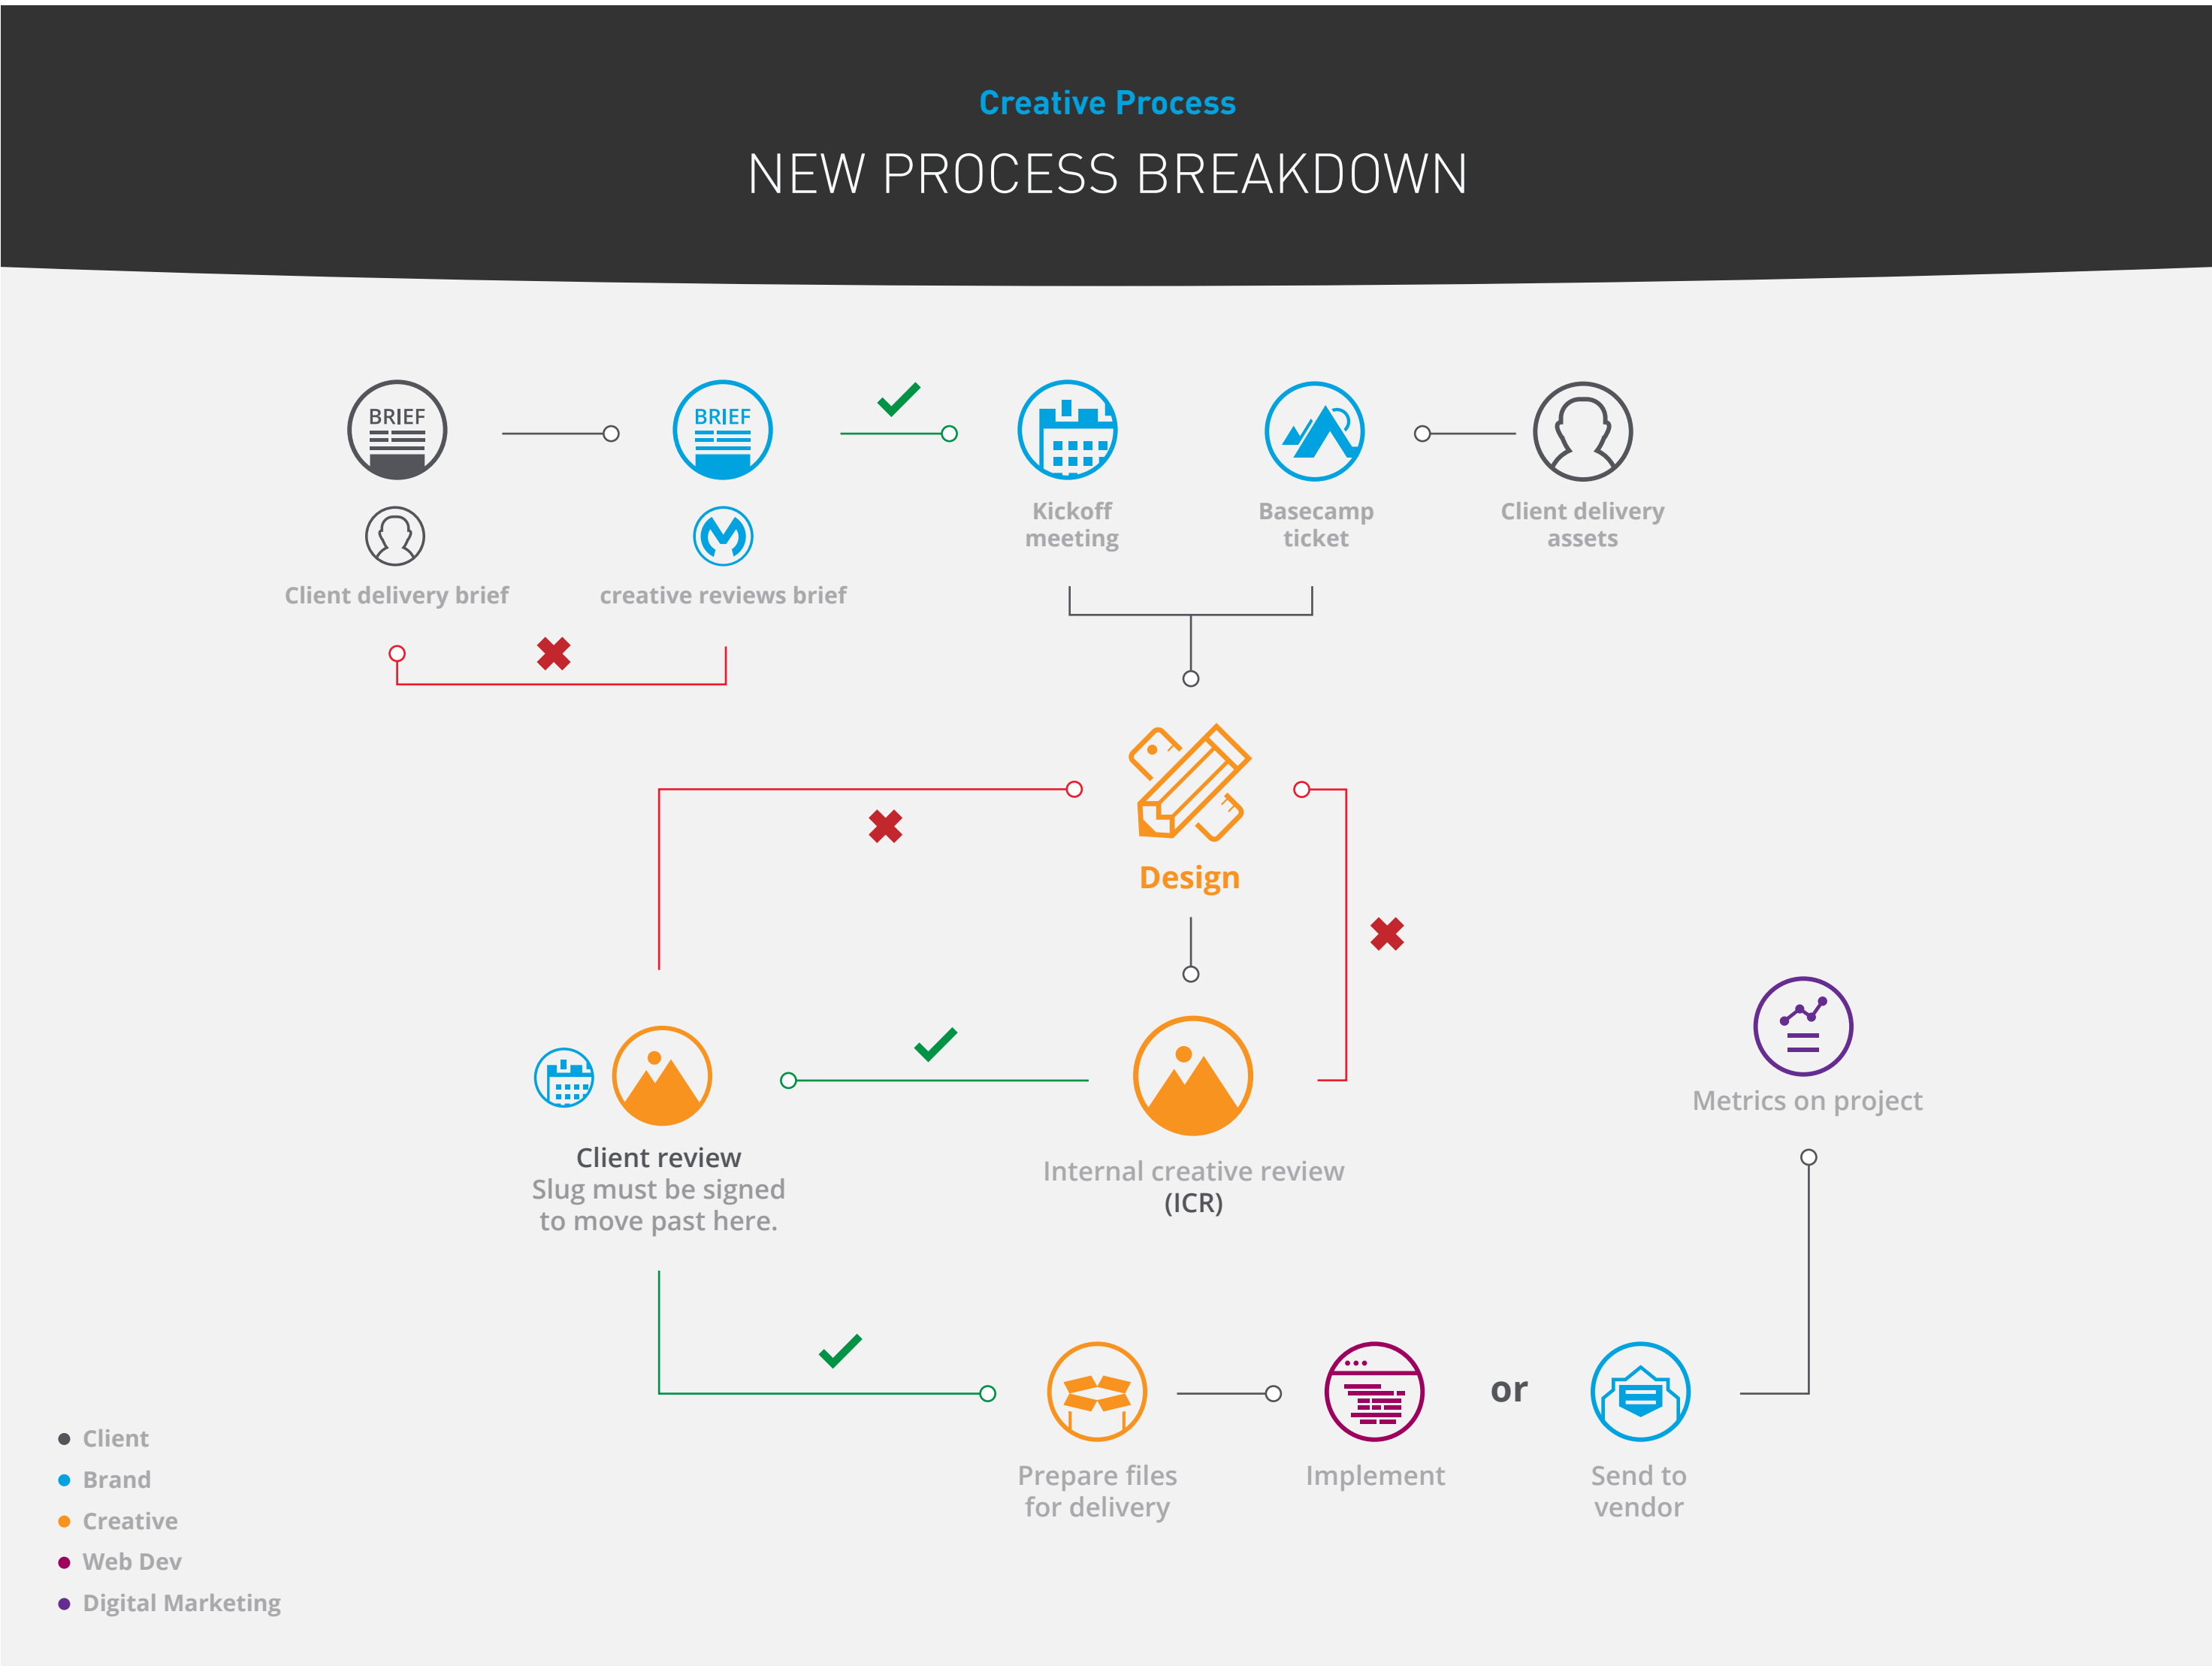 Creative Process
NEW PROCESS BREAKDOWN
BRIEF
BRIEF
Client delivery brief
creative reviews brief
Kickoff
meeting
Basecamp
ticket
Client delivery
assets
Design
Client review
Slug must be signed
to move past here.
Internal creative review
(ICR)
Metrics on project
Prepare files
for delivery
Implement
or
Send to
vendor
Client
Brand
Creative
Web Dev
Digital Marketing